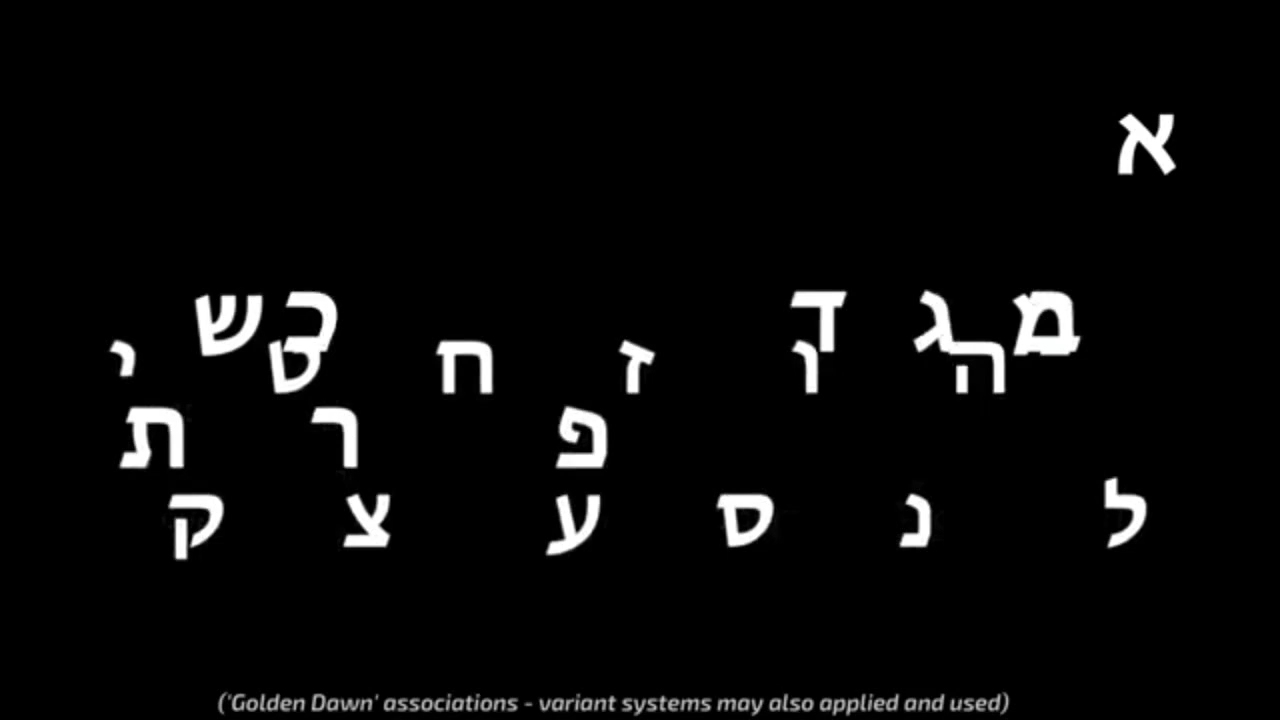 א
ב מ ג ד כ ש
ה ו ז ח ט י
פ ר ת
ל נ ס ע צ ק
('Golden Dawn' associations - variant systems may also applied and used)